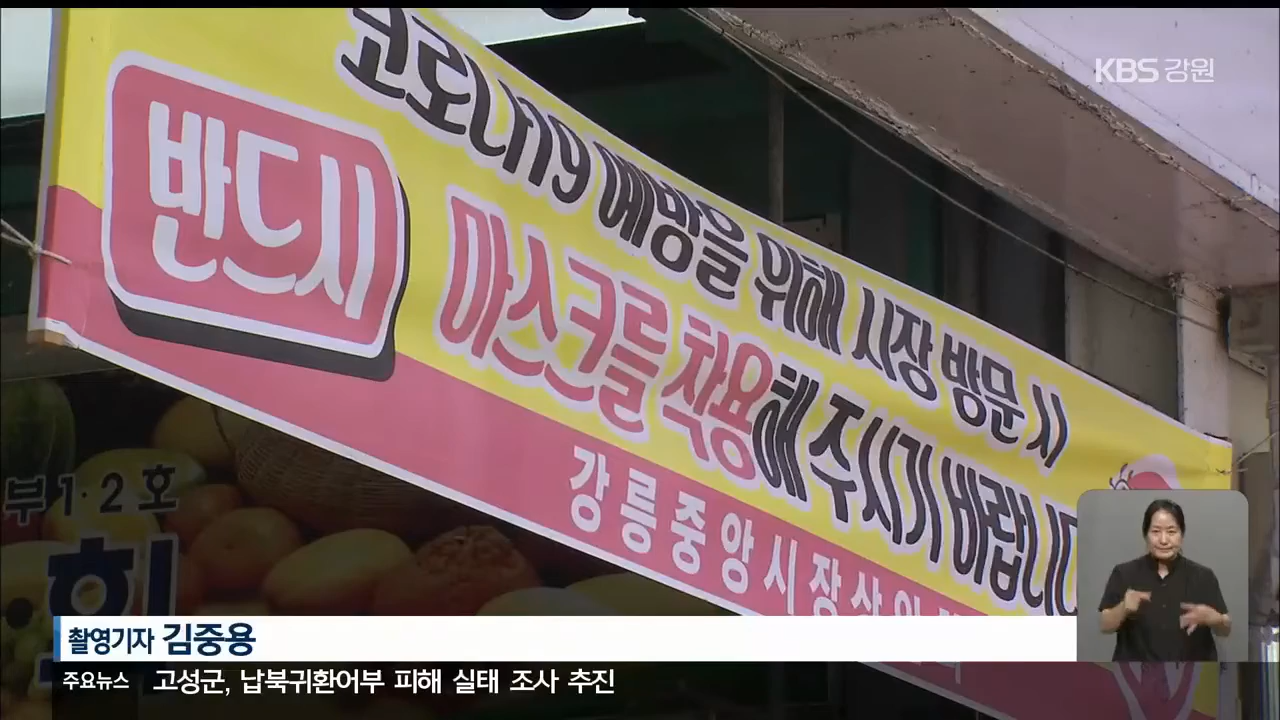 KBS 강원
코로나19 예방을 위해 시장 방문 시
반드시
마스크를 착용해 주시기 바랍니다
강릉중앙시장상인
부1·2호
회
촬영기자 김중용
주요뉴스 고성군, 납북귀환어부 피해 실태 조사 추진